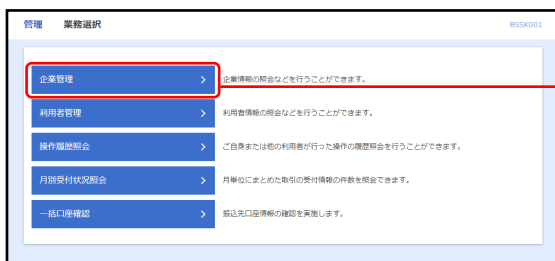 管理 業務選択 BSSK001
企業管理 企業情報の照会などを行うことができます。
利用者管理 利用者情報の照会などを行うことができます。
操作履歴照会 ご自身または他の利用者が行った操作の履歴照会を行うことができます。
月別受付状況照会 月単位にまとめた取引の受付情報の件数を照会できます。
一括口座確認 振込先口座情報の確認を実施します。